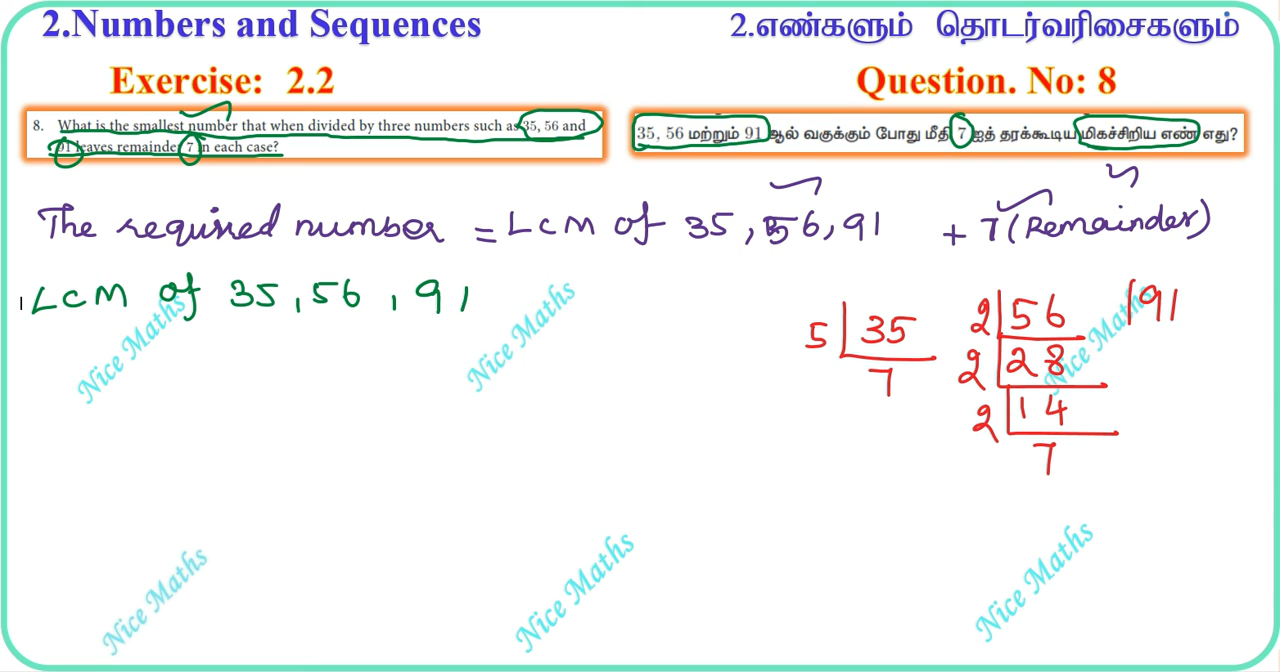 2.Numbers and Sequences
2.எண்களும் தொடர்வரிசைகளும்
Exercise: 2.2
Question. No: 8
8. What is the smallest number that when divided by three numbers such as 35, 56 and
91 leaves remainder 7 in each case?
35, 56 மற்றும் 91 ஆல் வகுக்கும் போது மீதி 7 ஐத் தரக்கூடிய மிகச்சிறிய எண் எது?
The required number = LCM of 35, 56, 91 + 7 (Remainder)
LCM of 35, 56, 91
5 35
7
2 56
2 28
2 14
7
91
Nice Maths
Nice Maths
Nice Maths
Nice Maths
Nice Maths
Nice Maths